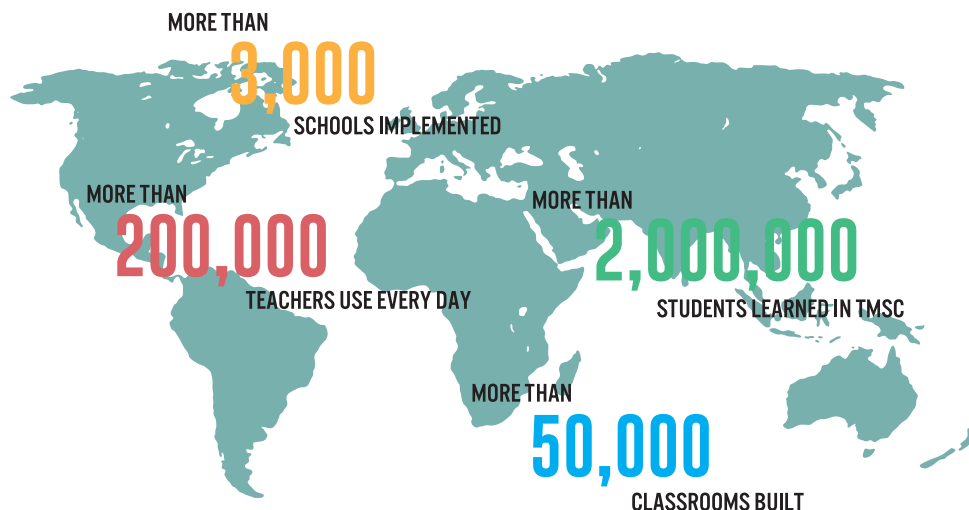 MORE THAN
3,000
SCHOOLS IMPLEMENTED
MORE THAN
200,000
TEACHERS USE EVERY DAY
MORE THAN
2,000,000
STUDENTS LEARNED IN TMSC
MORE THAN
50,000
CLASSROOMS BUILT